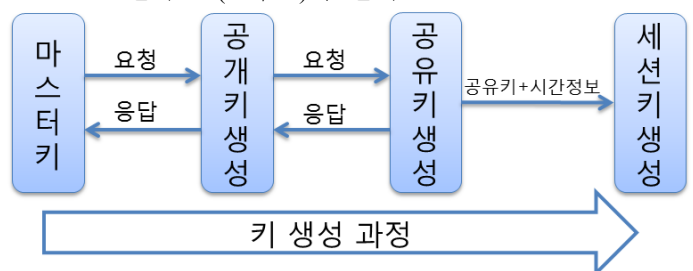 마스터키
요청
응답
공개키생성
요청
응답
공유키생성
공유키+시간정보
세션키생성
키 생성 과정